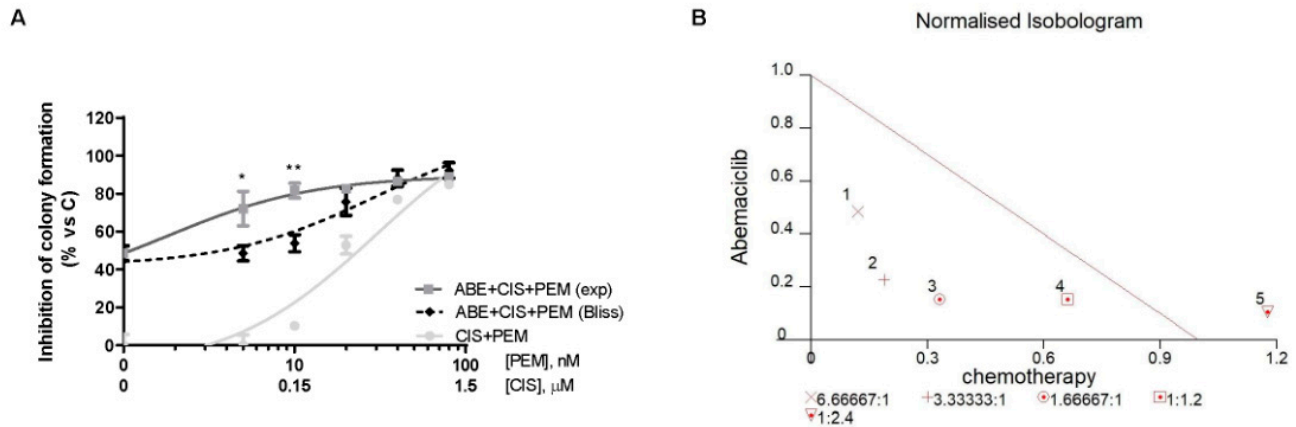 A
Inhibition of colony formation
(% vs C)
120
100
80
60
40
20
0
*
**
ABE+CIS+PEM (exp)
ABE+CIS+PEM (Bliss)
CIS+PEM
0 10 100 [PEM], nM
0 0.15 1.5 [CIS], μM
B
Normalised Isobologram
Abemaciclib
1.0
0.8
0.6
0.4
0.2
0
1
2
3
4
5
0 0.3 0.6 0.9 1.2
chemotherapy
6.66667:1 3.33333:1 1.66667:1 1:1.2
1:2.4